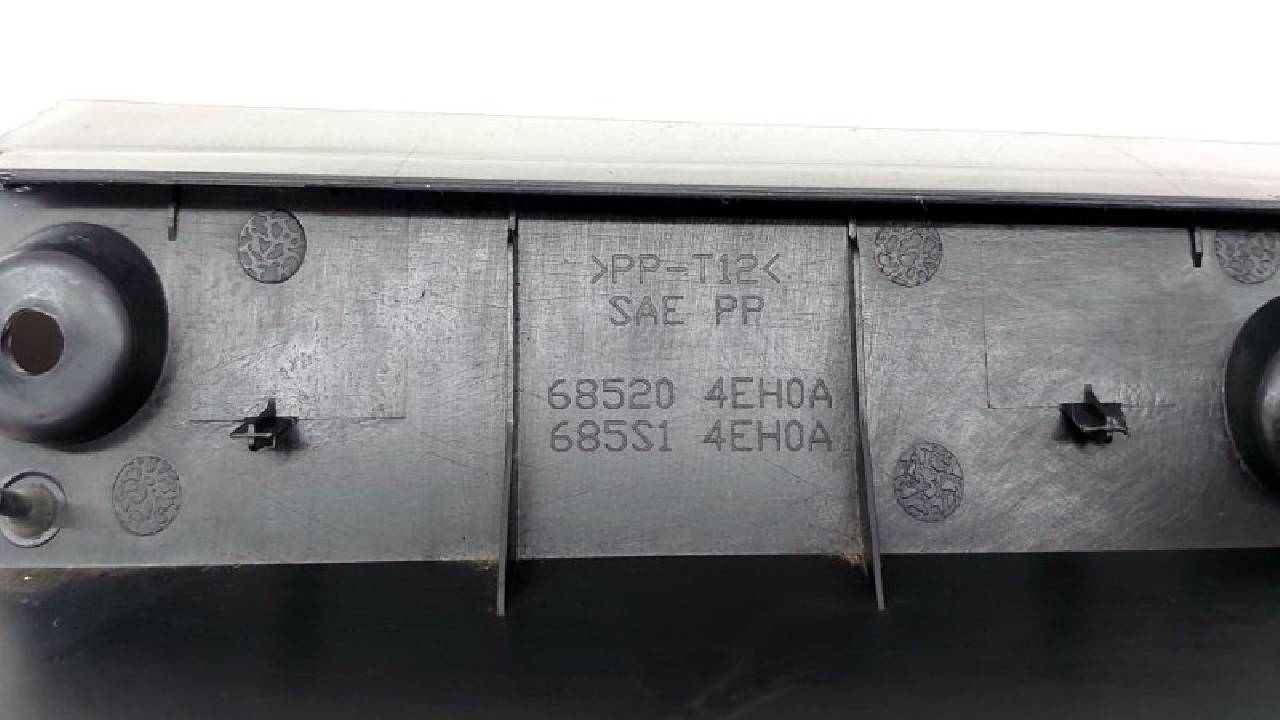 >PP-T12<
SAE PP
68520 4EH0A
685S1 4EH0A